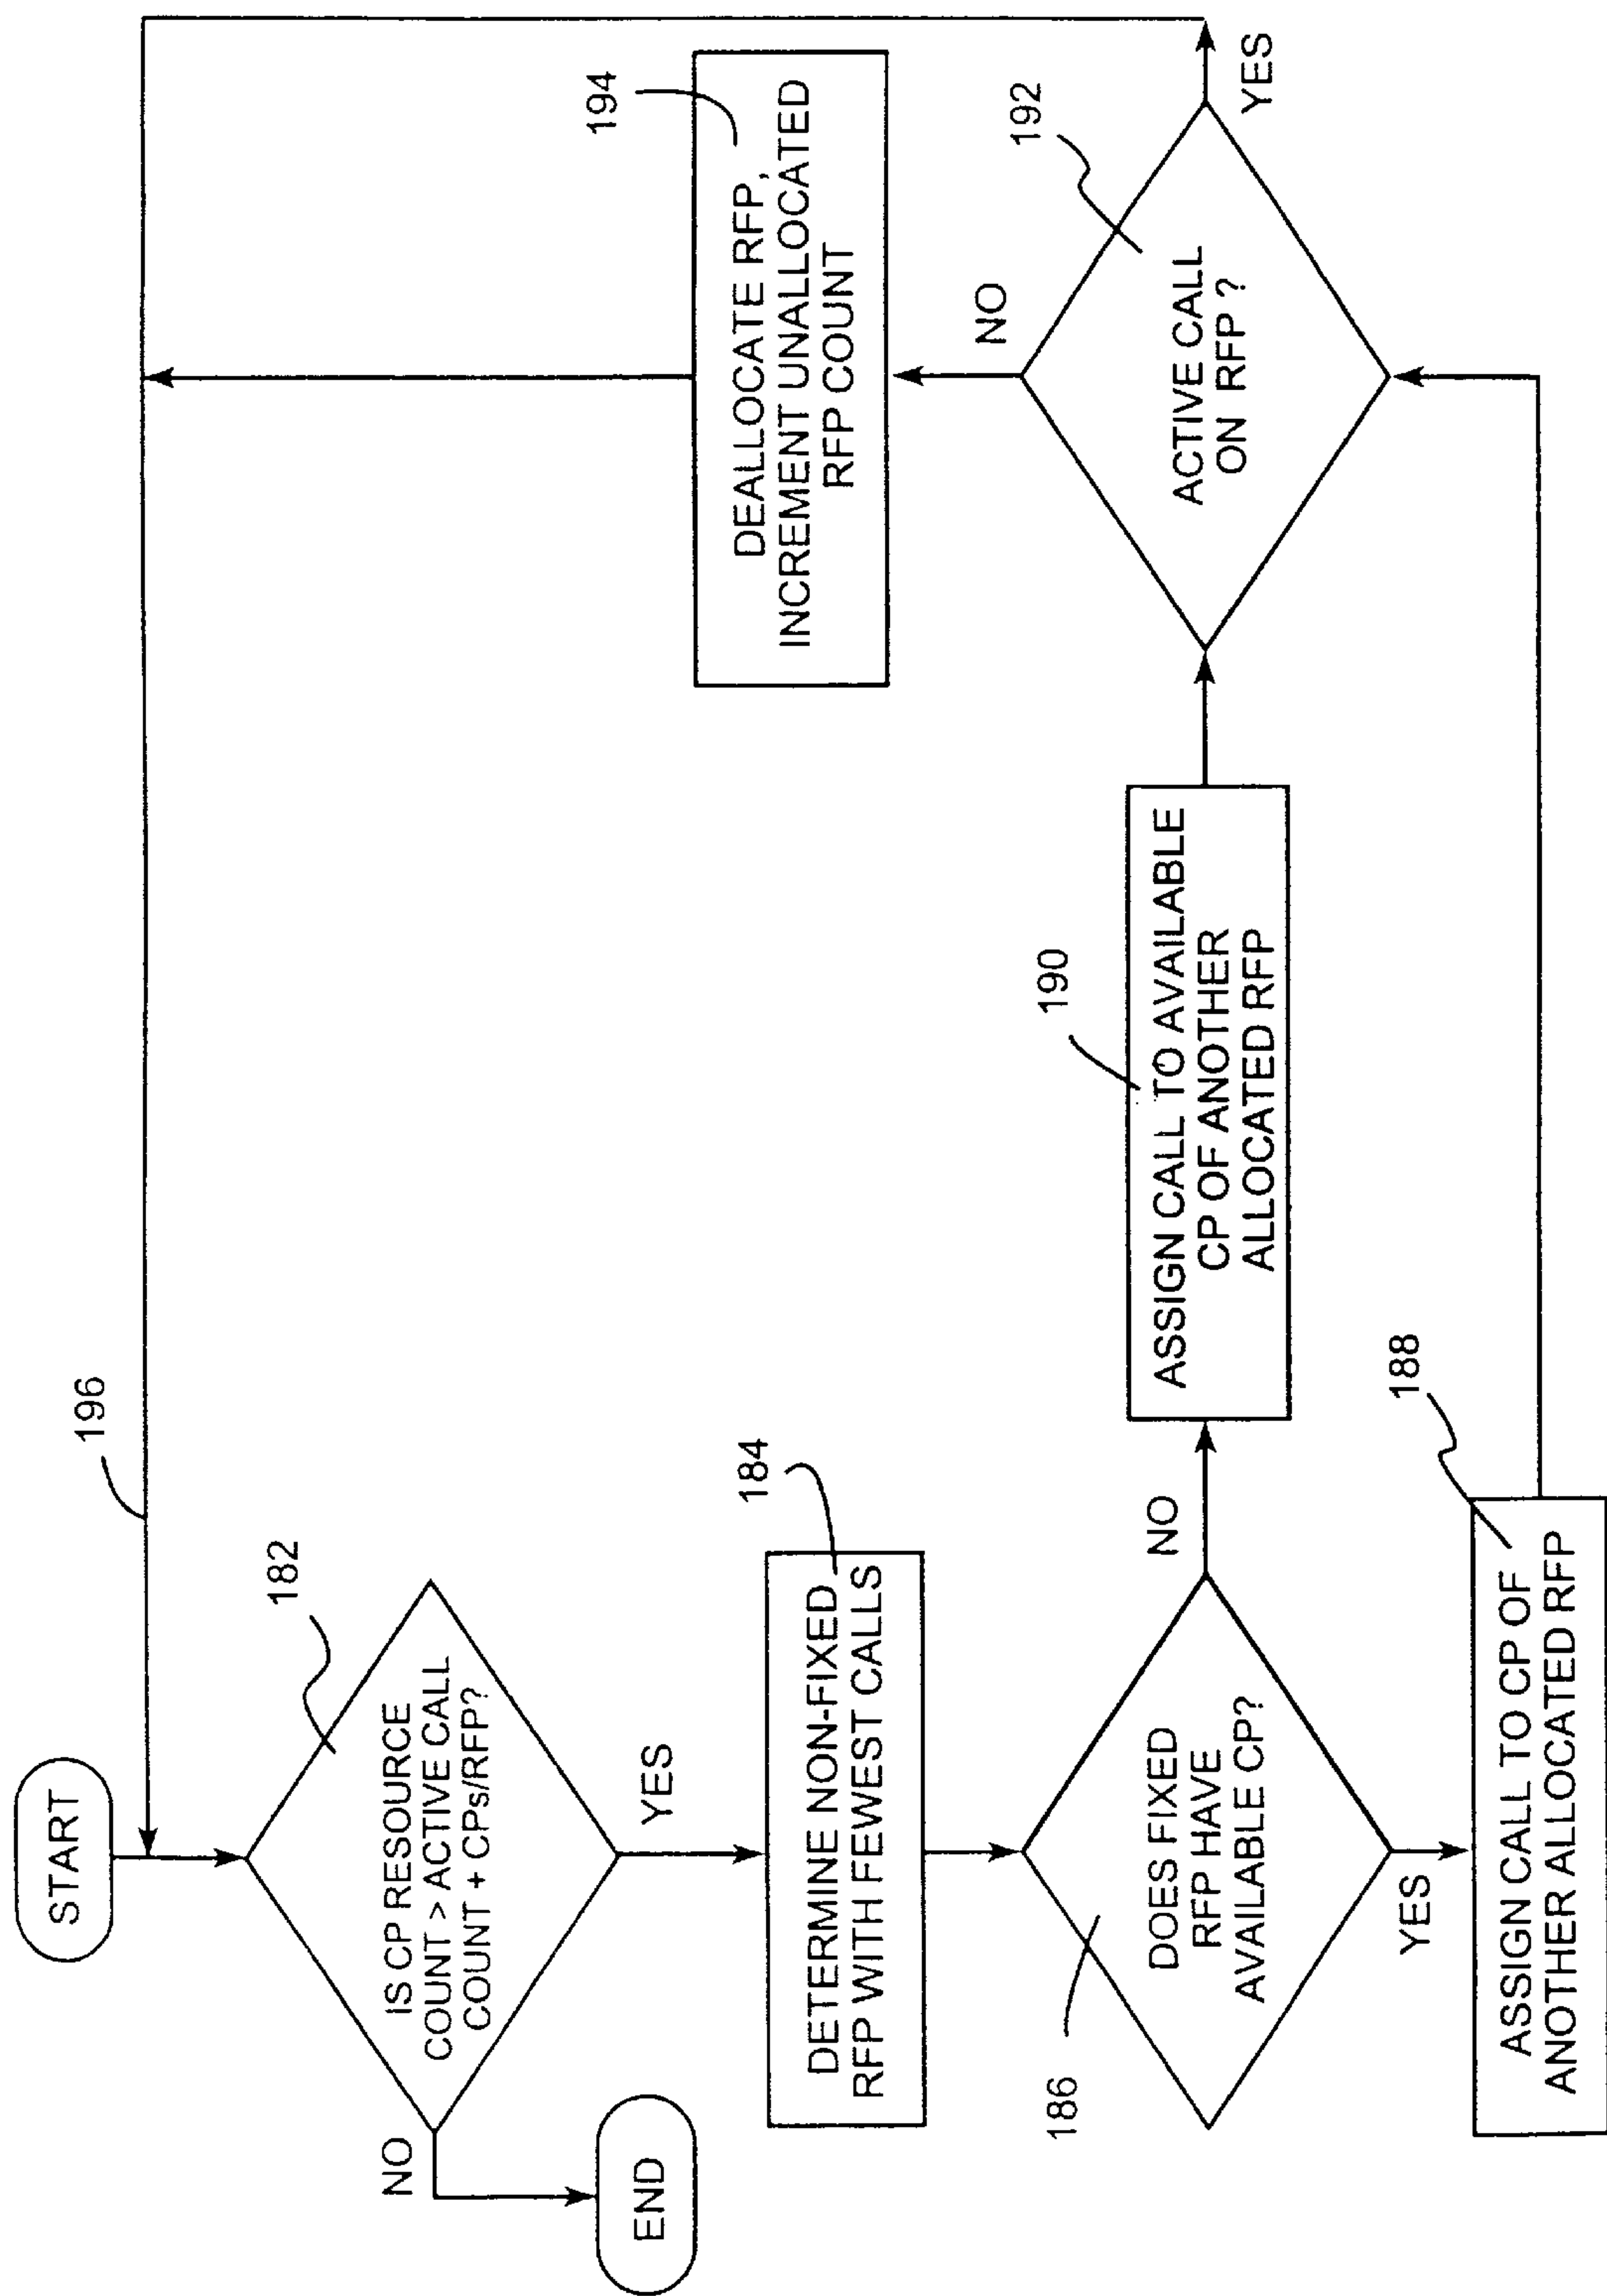 START
196
182
IS CP RESOURCE
COUNT > ACTIVE CALL
COUNT + CPs/RFP?
NO
END
YES
184
DETERMINE NON-FIXED
RFP WITH FEWEST CALLS
186
DOES FIXED
RFP HAVE
AVAILABLE CP?
NO
YES
188
ASSIGN CALL TO CP OF
ANOTHER ALLOCATED RFP
190
ASSIGN CALL TO AVAILABLE
CP OF ANOTHER
ALLOCATED RFP
192
ACTIVE CALL
ON RFP ?
NO
YES
194
DEALLOCATE RFP,
INCREMENT UNALLOCATED
RFP COUNT